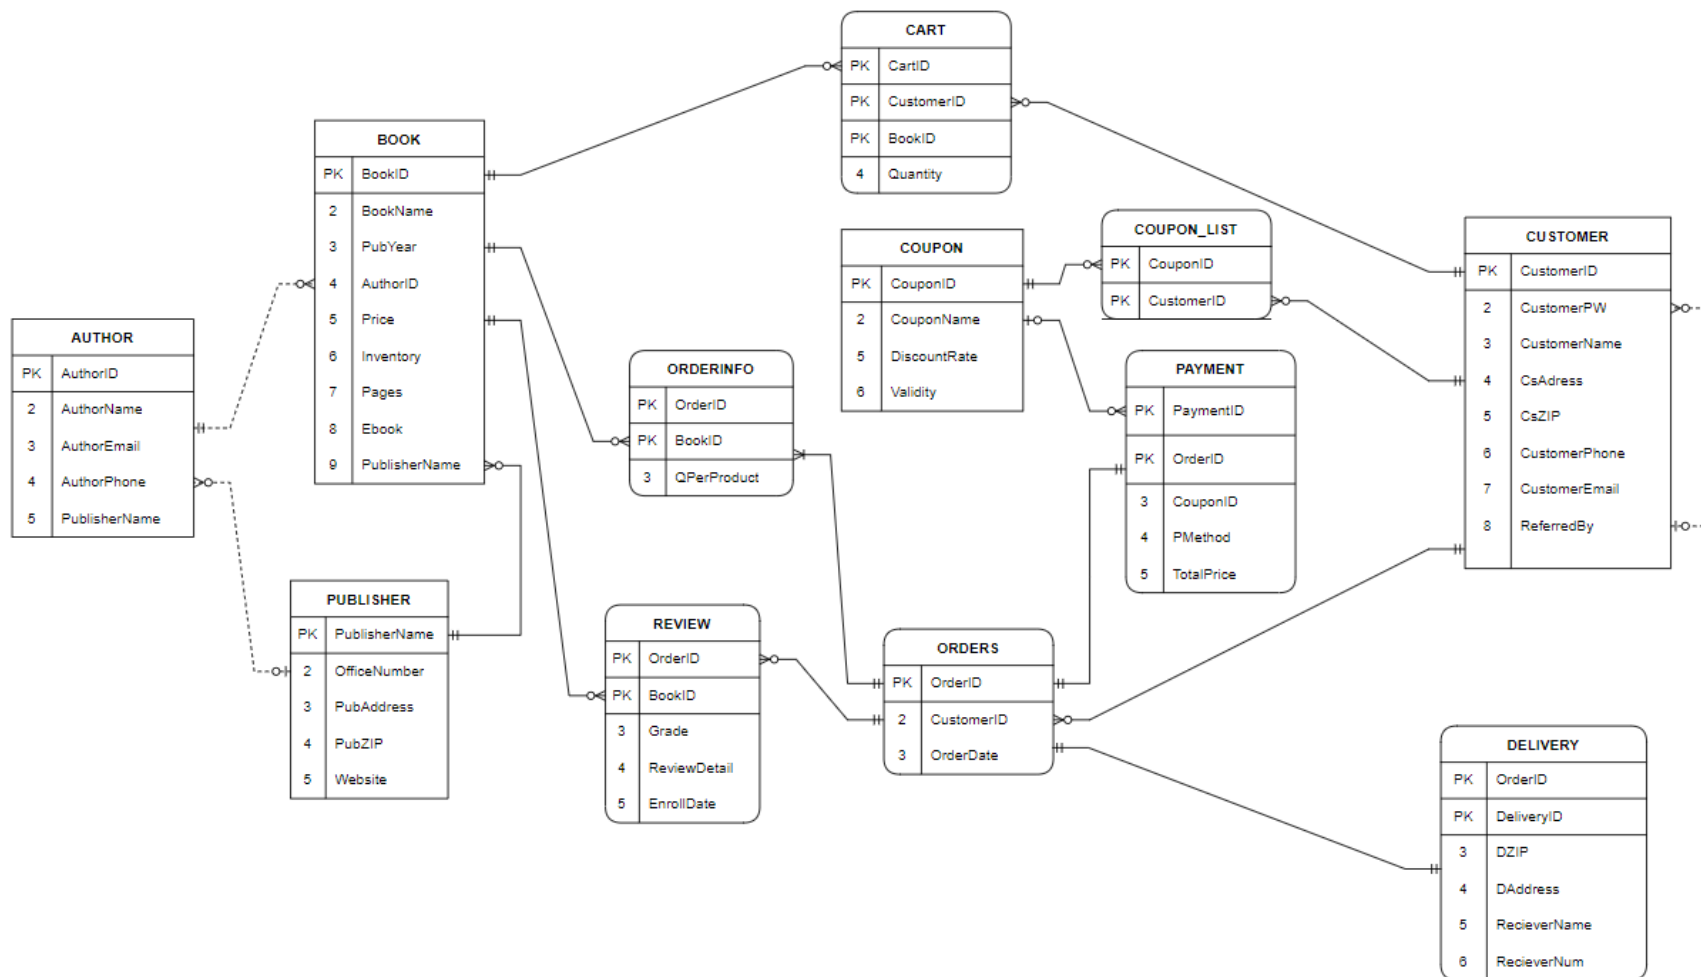 CART
PK CartID
PK CustomerID
PK BookID
4 Quantity
BOOK
PK BookID
2 BookName
3 PubYear
4 AuthorID
5 Price
6 Inventory
7 Pages
8 Ebook
9 PublisherName
COUPON
PK CouponID
2 CouponName
5 DiscountRate
6 Validity
COUPON_LIST
PK CouponID
PK CustomerID
CUSTOMER
PK CustomerID
2 CustomerPW
3 CustomerName
4 CsAdress
5 CsZIP
6 CustomerPhone
7 CustomerEmail
8 ReferredBy
AUTHOR
PK AuthorID
2 AuthorName
3 AuthorEmail
4 AuthorPhone
5 PublisherName
ORDERINFO
PK OrderID
PK BookID
3 QPerProduct
PAYMENT
PK PaymentID
PK OrderID
3 CouponID
4 PMethod
5 TotalPrice
PUBLISHER
PK PublisherName
2 OfficeNumber
3 PubAddress
4 PubZIP
5 Website
REVIEW
PK OrderID
PK BookID
3 Grade
4 ReviewDetail
5 EnrollDate
ORDERS
PK OrderID
2 CustomerID
3 OrderDate
DELIVERY
PK OrderID
PK DeliveryID
3 DZIP
4 DAddress
5 RecieverName
6 RecieverNum